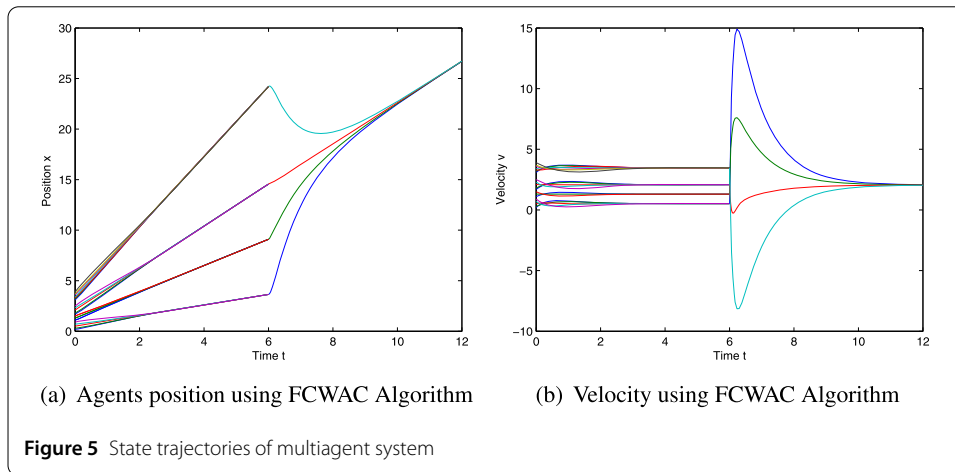 30
25
20
15
10
5
0
Position x
0 2 4 6 8 10 12
Time t
15
10
5
0
−5
−10
Velocity v
0 2 4 6 8 10 12
Time t
(a) Agents position using FCWAC Algorithm
(b) Velocity using FCWAC Algorithm
Figure 5 State trajectories of multiagent system